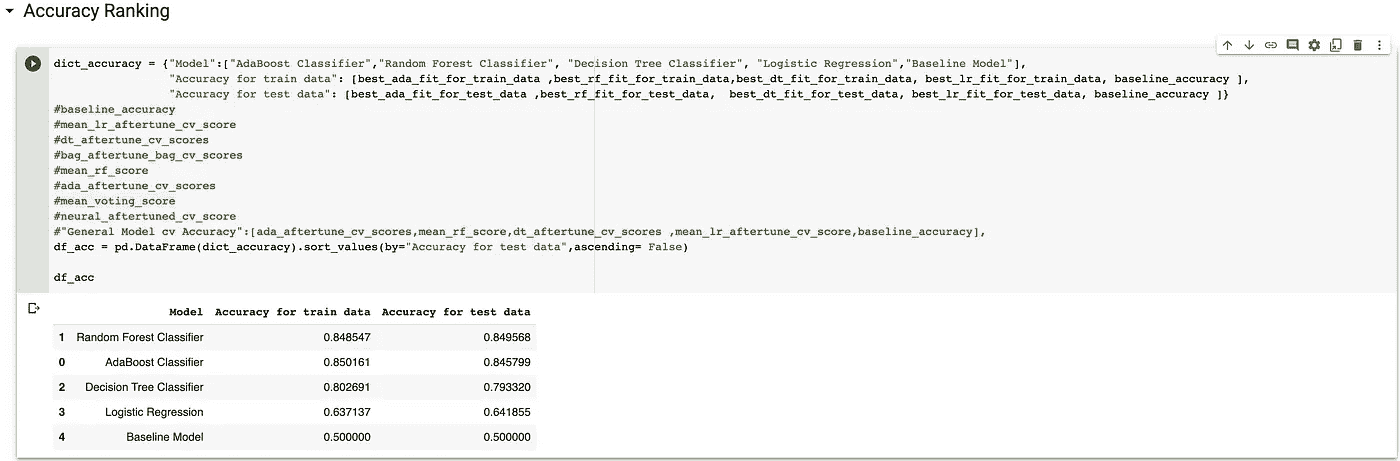 Accuracy Ranking
dict_accuracy = {"Model":["AdaBoost Classifier","Random Forest Classifier", "Decision Tree Classifier", "Logistic Regression","Baseline Model"],
"Accuracy for train data": [best_ada_fit_for_train_data ,best_rf_fit_for_train_data,best_dt_fit_for_train_data, best_lr_fit_for_train_data, baseline_accuracy ],
"Accuracy for test data": [best_ada_fit_for_test_data ,best_rf_fit_for_test_data,  best_dt_fit_for_test_data, best_lr_fit_for_test_data, baseline_accuracy ]}
#baseline_accuracy
#mean_lr_aftertune_cv_score
#dt_aftertune_cv_scores
#bag_aftertune_bag_cv_scores
#mean_rf_score
#ada_aftertune_cv_scores
#mean_voting_score
#neural_aftertuned_cv_score
#"General Model cv Accuracy":[ada_aftertune_cv_scores,mean_rf_score,dt_aftertune_cv_scores ,mean_lr_aftertune_cv_score,baseline_accuracy],
df_acc = pd.DataFrame(dict_accuracy).sort_values(by="Accuracy for test data",ascending= False)
df_acc
Model Accuracy for train data Accuracy for test data
1 Random Forest Classifier 0.848547 0.849568
0 AdaBoost Classifier 0.850161 0.845799
2 Decision Tree Classifier 0.802691 0.793320
3 Logistic Regression 0.637137 0.641855
4 Baseline Model 0.500000 0.500000